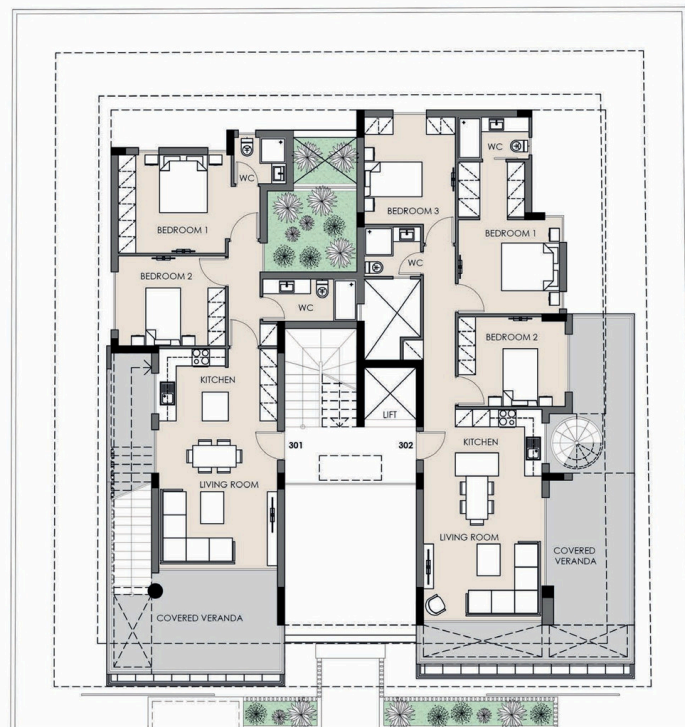 WC
WC
BEDROOM 1
BEDROOM 3
BEDROOM 1
WC
BEDROOM 2
WC
BEDROOM 2
KITCHEN
LIFT
301
302
KITCHEN
LIVING ROOM
LIVING ROOM
COVERED
VERANDA
COVERED VERANDA